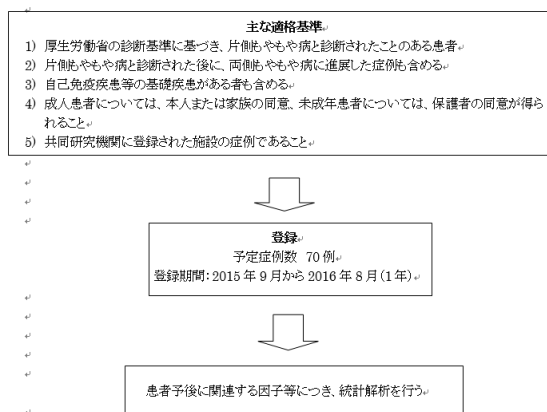 主な適格基準
1) 厚生労働省の診断基準に基づき、片側もやもや病と診断されたことのある患者
2) 片側もやもや病と診断された後に、両側もやもや病に進展した症例も含める
3) 自己免疫疾患等の基礎疾患がある者も含める
4) 成人患者については、本人または家族の同意、未成年患者については、保護者の同意が得ら
れること
5) 共同研究機関に登録された施設の症例であること
登録
予定症例数 70 例
登録期間：2015 年 9 月から 2016 年 8 月(1 年)
患者予後に関連する因子等につき、統計解析を行う